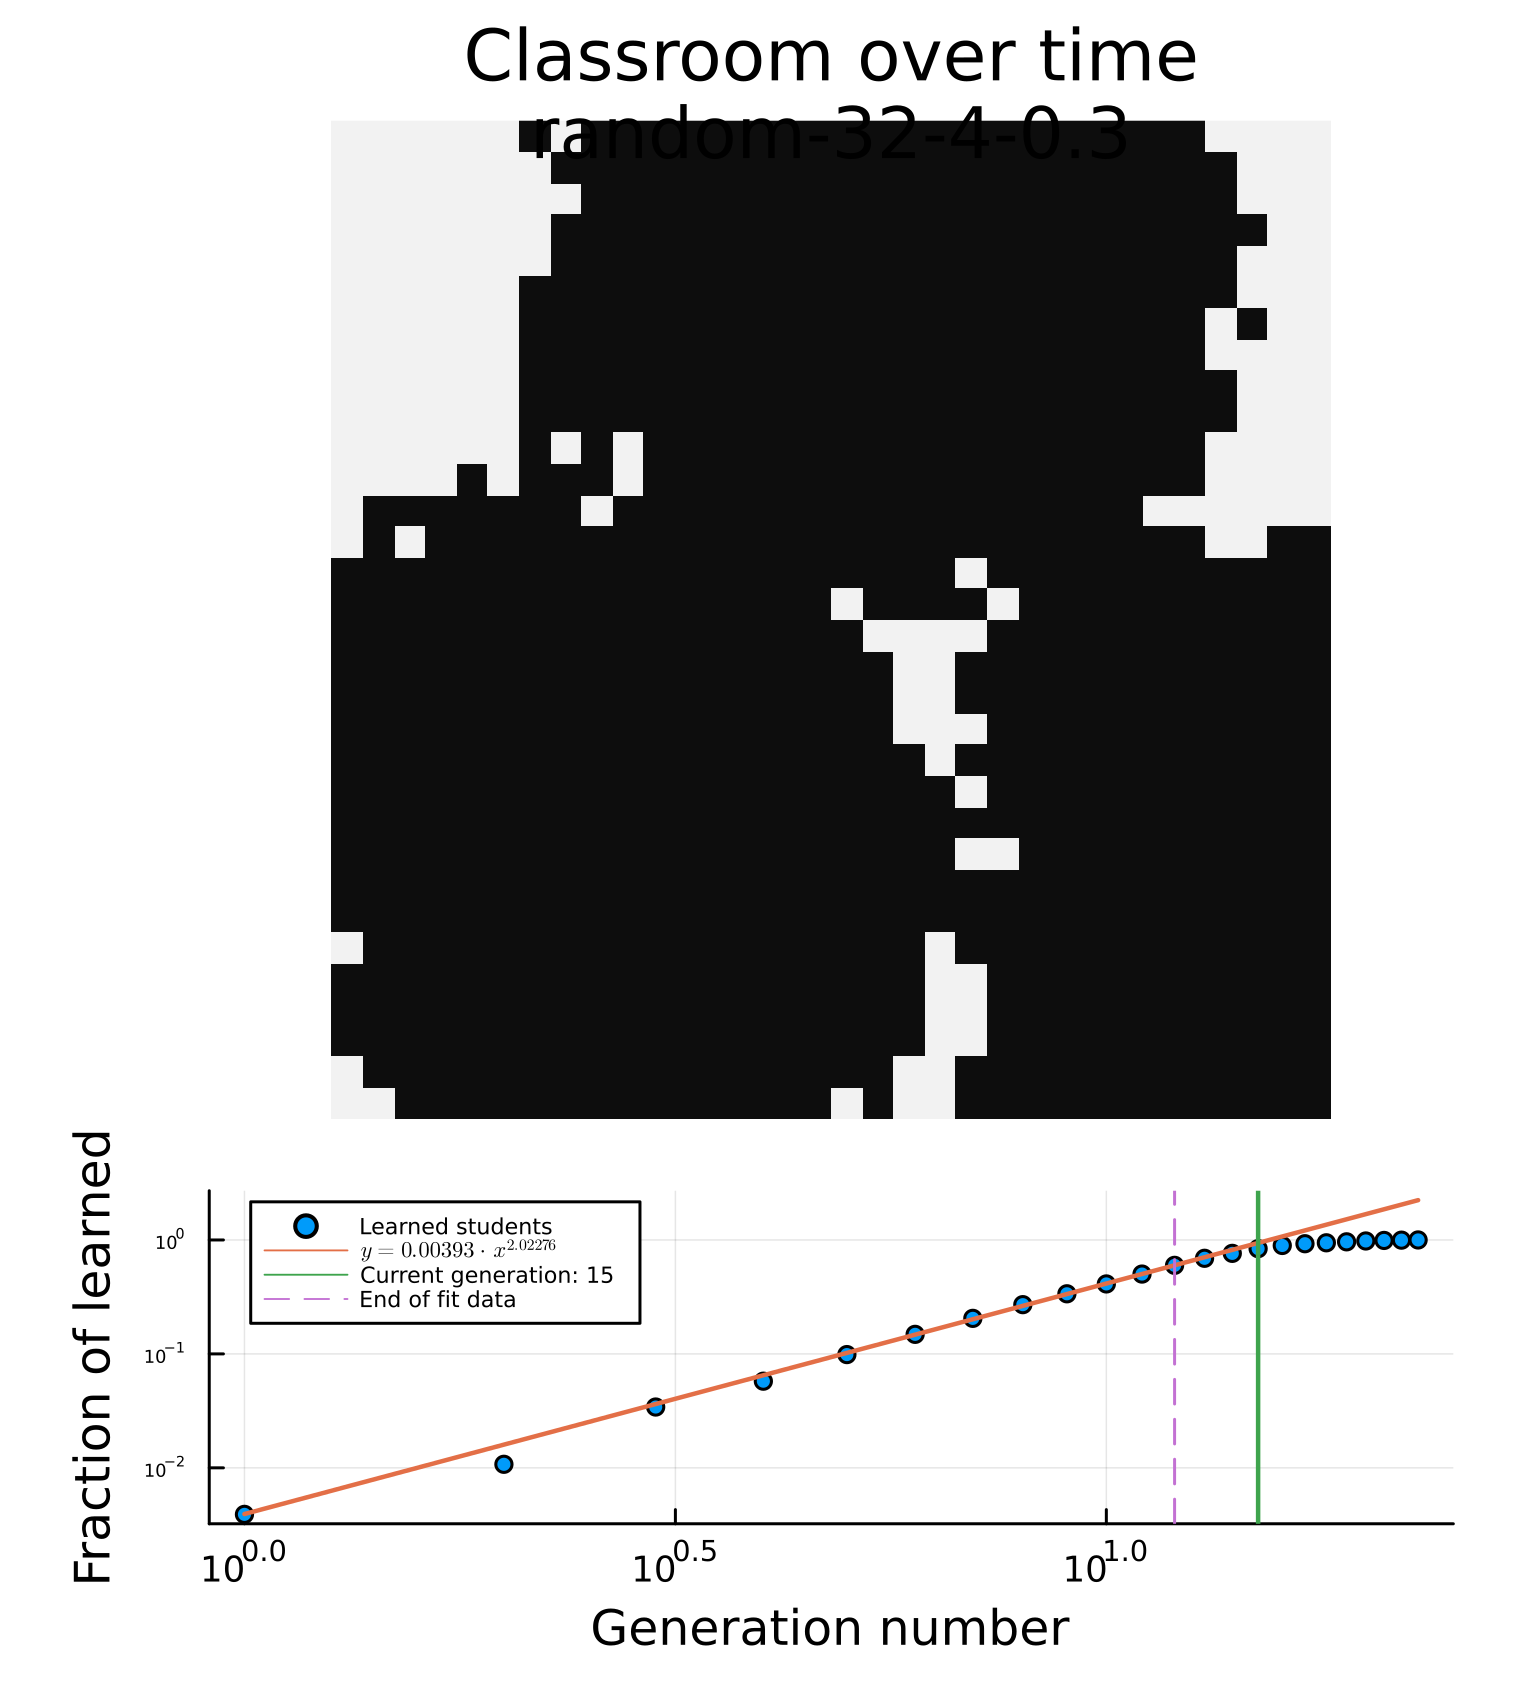 Classroom over time
random-32-4-0.3
Fraction of learned
10⁰
10⁻¹
10⁻²
Learned students
y = 0.00393 · x^2.02276
Current generation: 15
End of fit data
10^0.0
10^0.5
10^1.0
Generation number